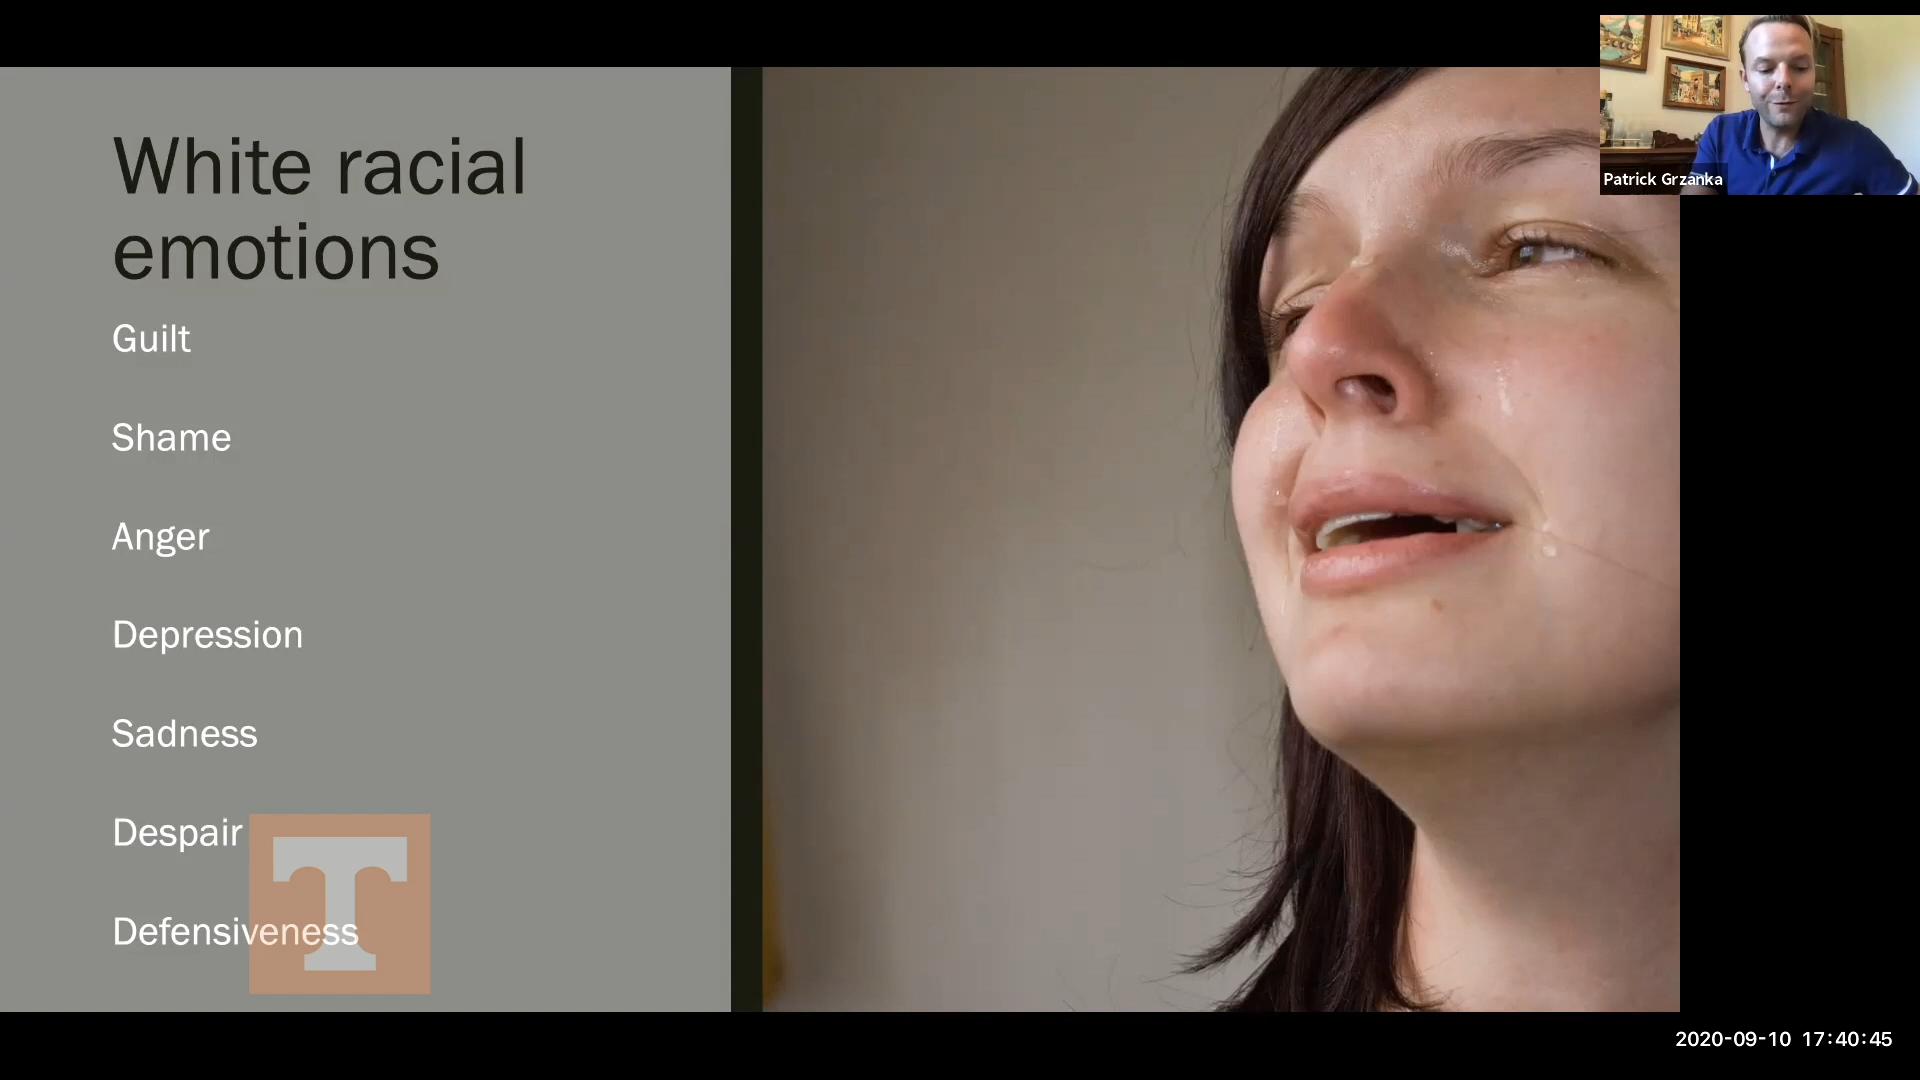 White racial
emotions
Guilt
Shame
Anger
Depression
Sadness
Despair
Defensiveness
T
Patrick Grzanka
2020-09-10 17:40:45